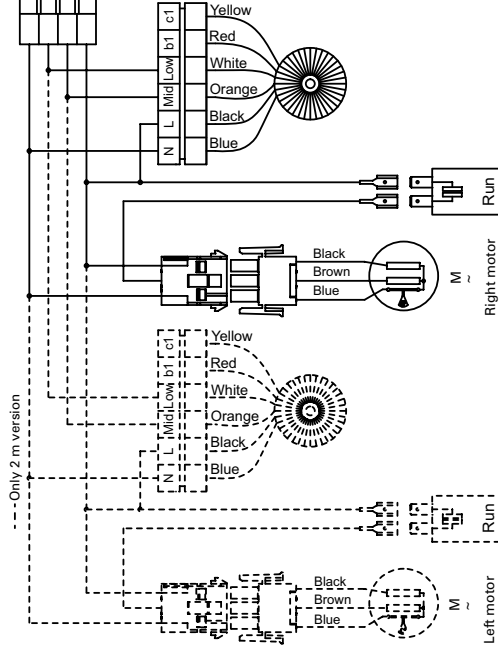 c1
b1
Low
Mid
L
N
Yellow
Red
White
Orange
Black
Blue
Run
Black
Brown
Blue
M
~
Right motor
c1
b1
Low
Mid
L
N
Yellow
Red
White
Orange
Black
Blue
--- Only 2 m version
Run
Black
Brown
Blue
M
~
Left motor